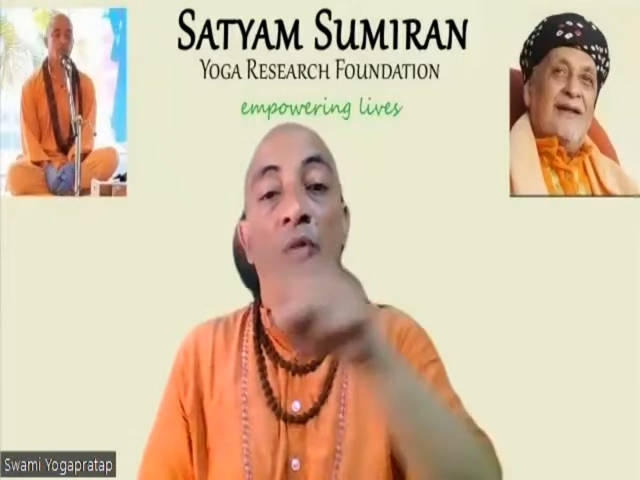 SATYAM SUMIRAN
YOGA RESEARCH FOUNDATION
empowering lives
Swami Yogapratap